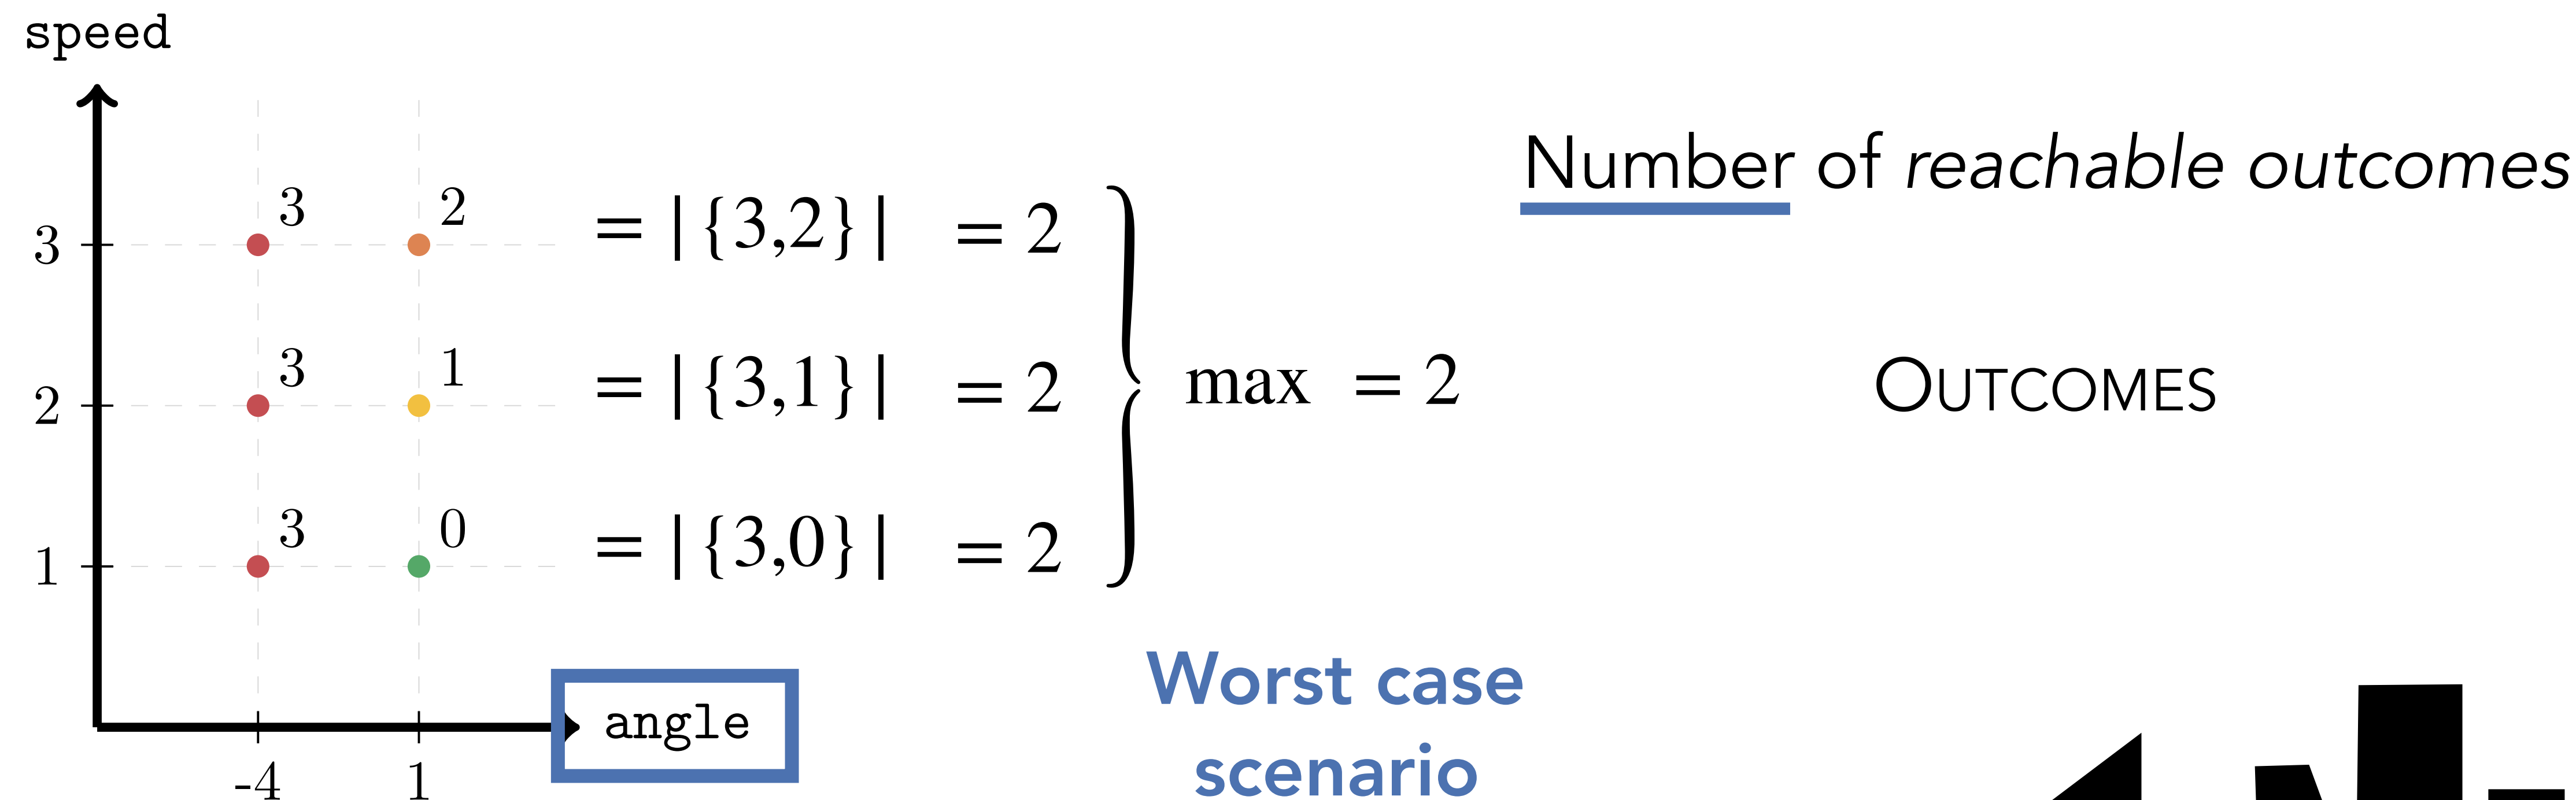 speed
Number of reachable outcomes
3 3 2 = | {3,2} | = 2
2 3 1 = | {3,1} | = 2 } max = 2
OUTCOMES
1 3 0 = | {3,0} | = 2
angle
-4 1
Worst case
scenario